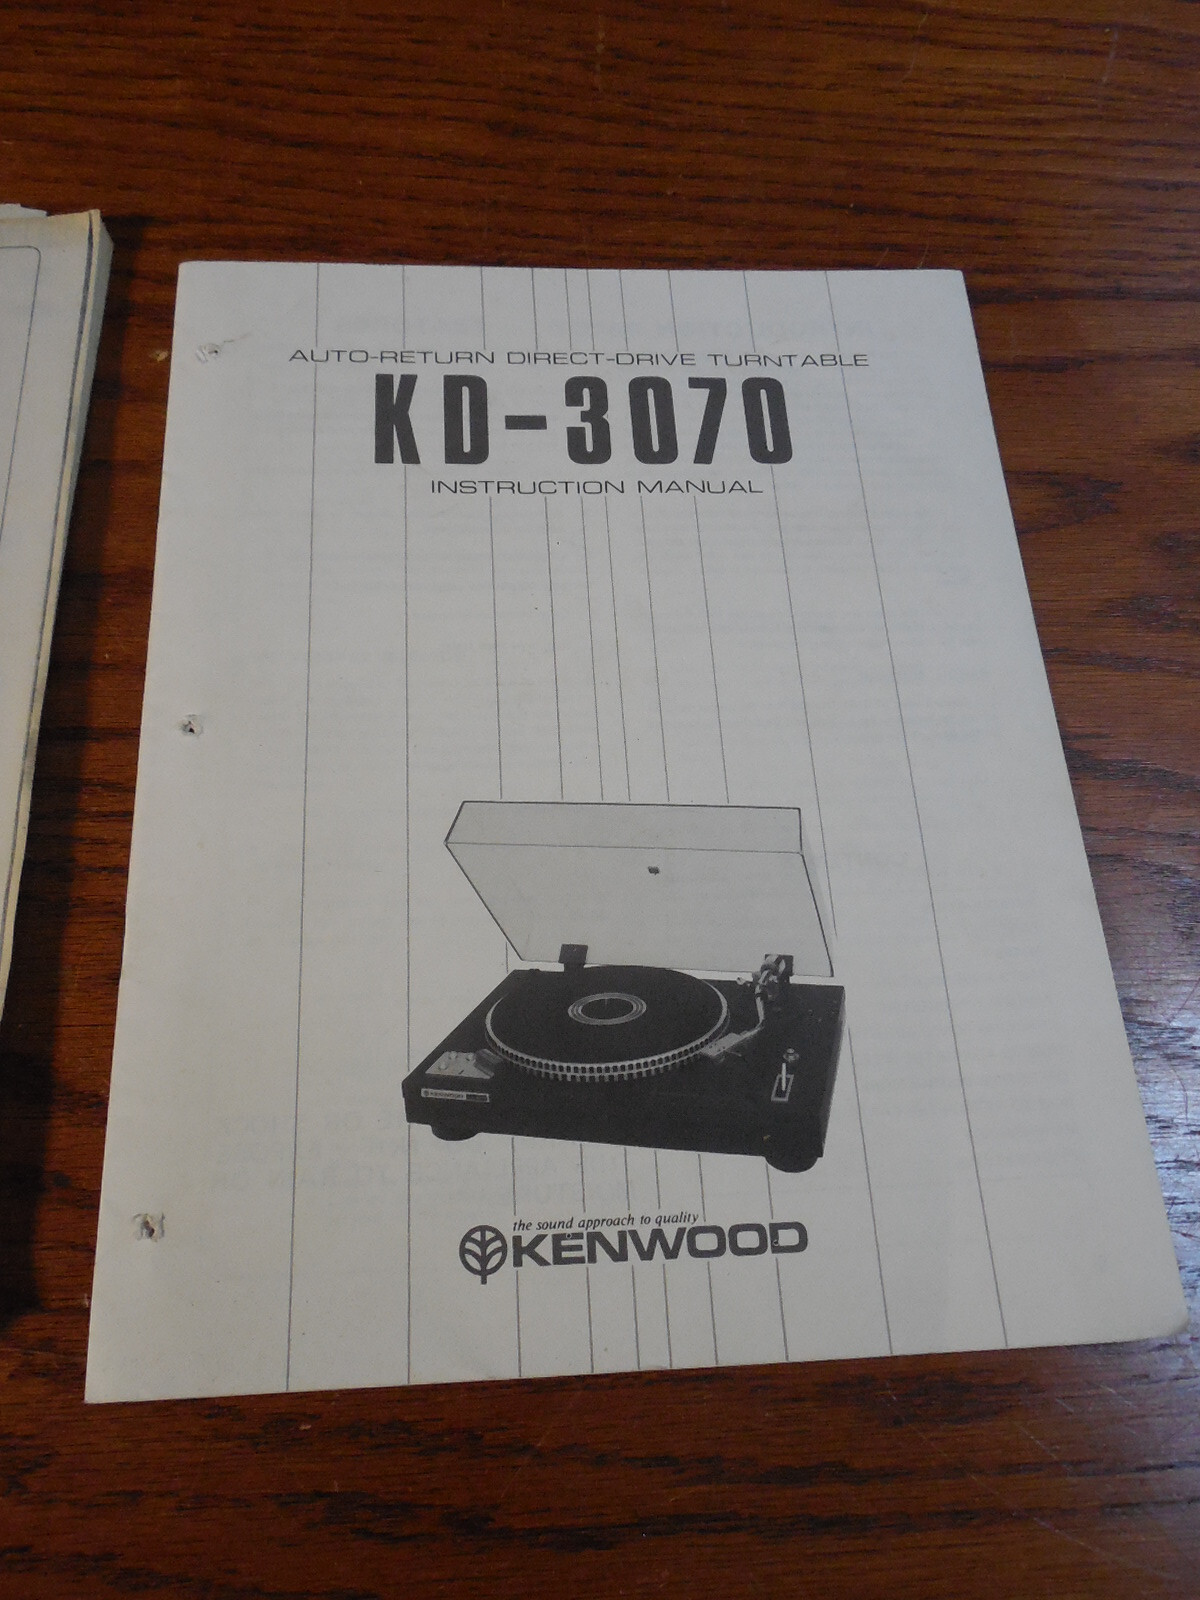 AUTO-RETURN DIRECT-DRIVE TURNTABLE
KD-3070
INSTRUCTION MANUAL
the sound approach to quality
KENWOOD